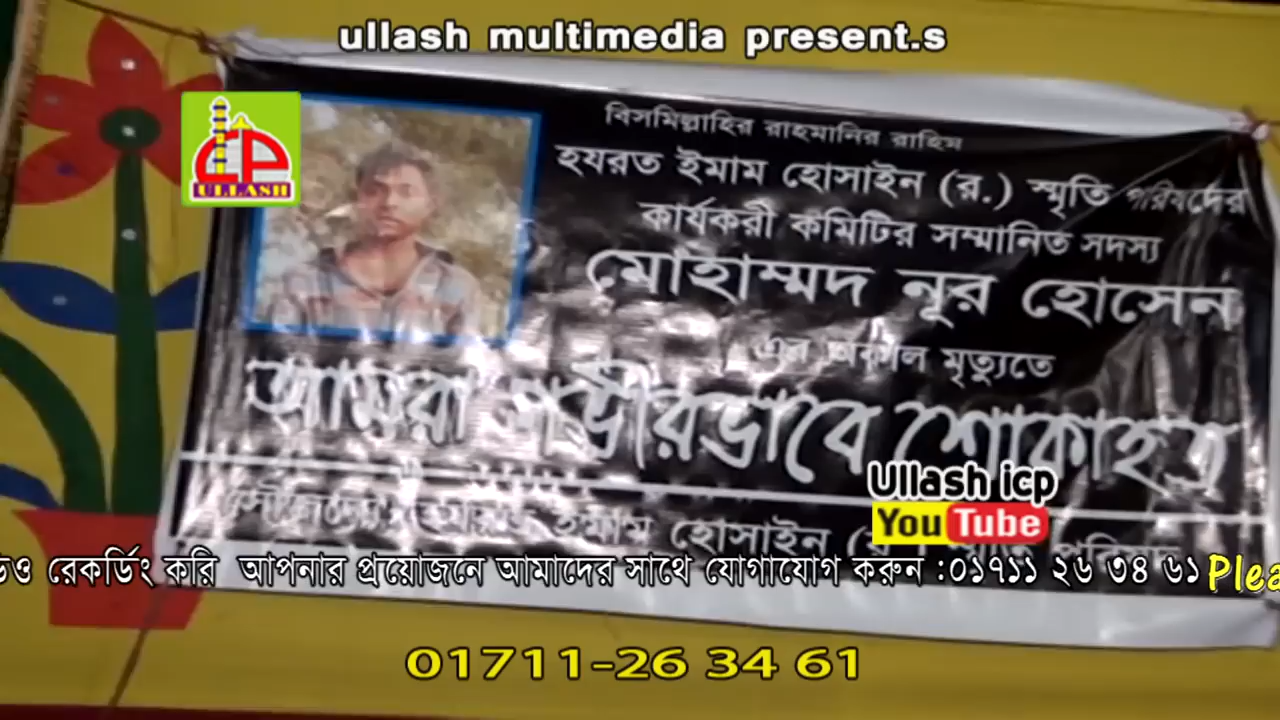 ullash multimedia present.s
ULLASH
বিসমিল্লাহির রাহমানির রাহিম
হযরত ইমাম হোসাইন (র.) স্মৃতি পরিষদের
কার্যকরী কমিটির সম্মানিত সদস্য
মোহাম্মদ নূর হোসেন
এর অকাল মৃত্যুতে
আমরা গভীরভাবে শোকাহত
ইমাম হোসাইন
Ullash icp
YouTube
রেকর্ডিং করি আপনার প্রয়োজনে আমাদের সাথে যোগাযোগ করুন :০১৭১১ ২৬ ৩৪ ৬১
01711-26 34 61